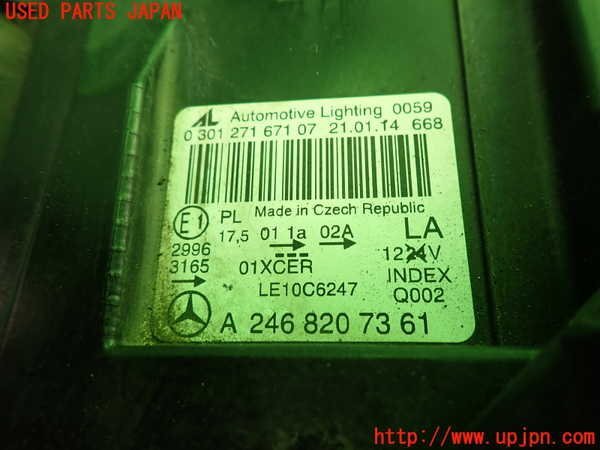 USED PARTS JAPAN
AL Automotive Lighting 0059
0 301 271 671 07 21.01.14 668
E1 PL Made in Czech Republic
17,5 01 1a 02A LA
2996 1224V
3165 01XCER INDEX
LE10C6247 Q002
A 246 820 73 61
http://www.upjpn.com/